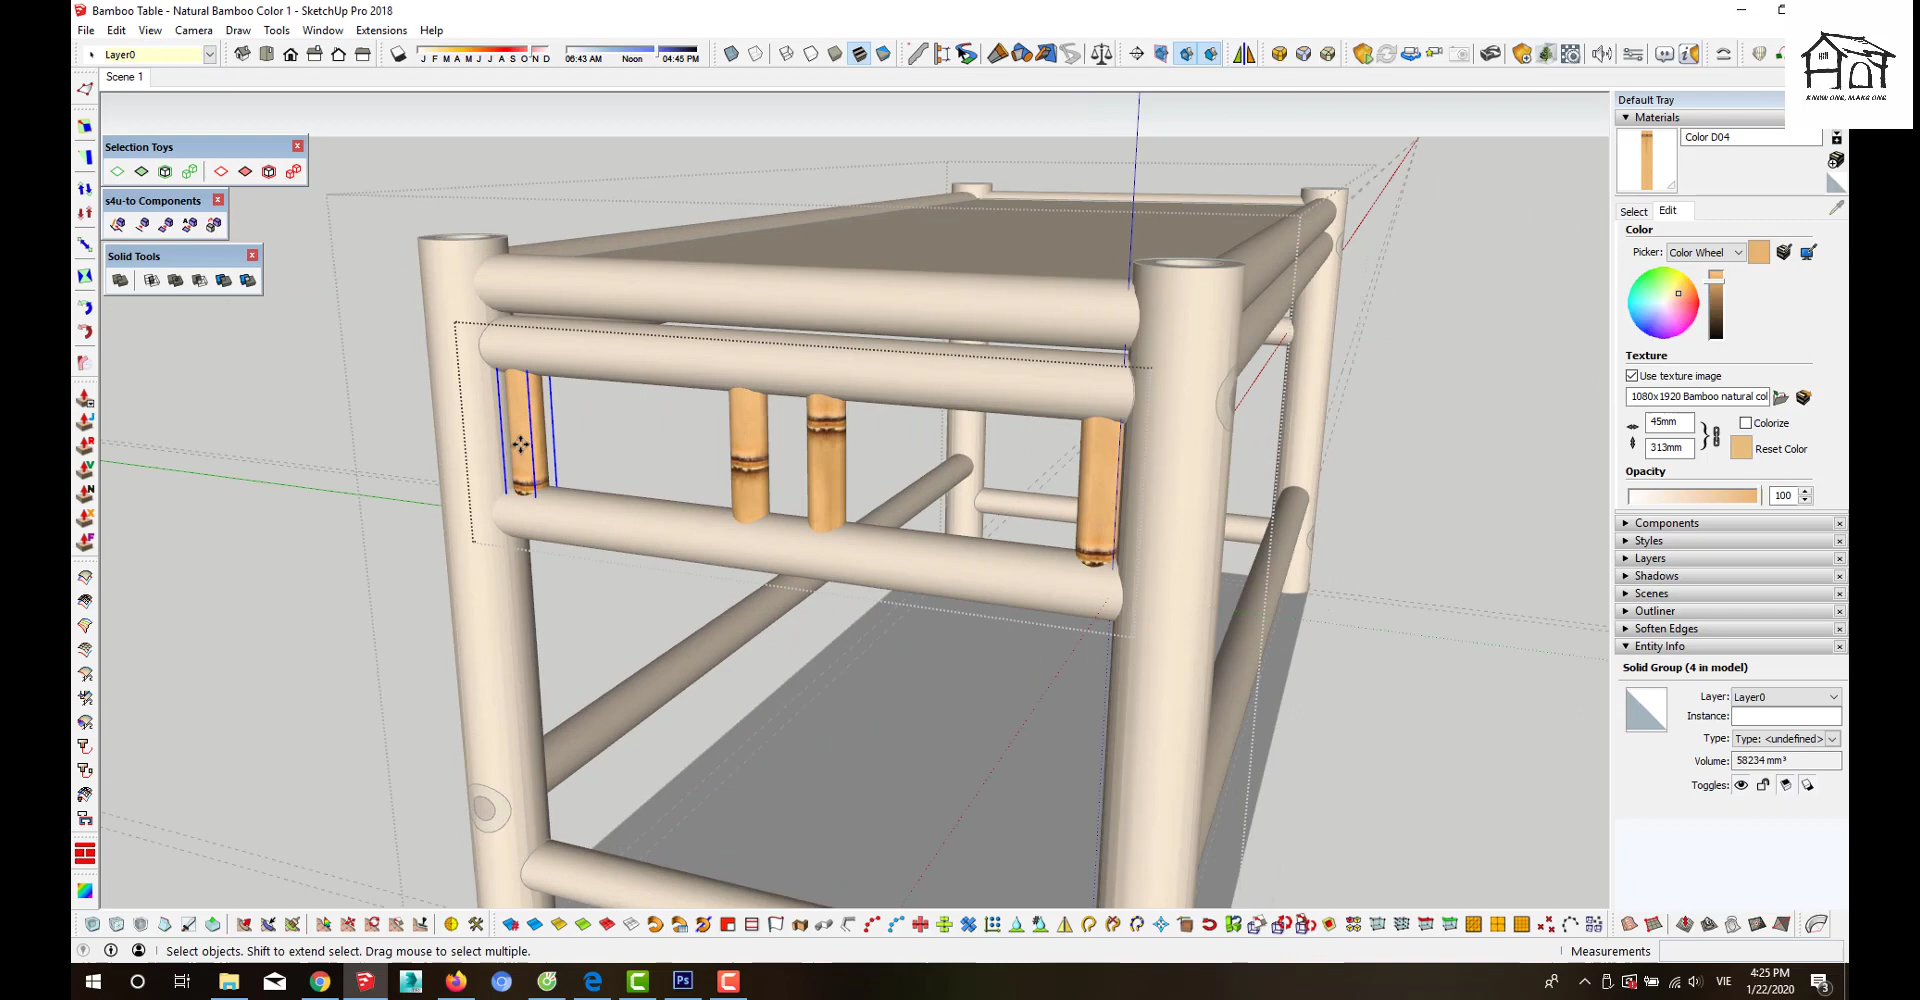 Bamboo Table - Natural Bamboo Color 1 - SketchUp Pro 2018
File Edit View Camera Draw Tools Window Extensions Help
Layer0
J F M A M J J A S O N D
06:43 AM Noon 04:45 PM
Scene 1
KNOW ONE, MAKE ONE
Default Tray
Materials
Color D04
Selection Toys
s4u-to Components
Solid Tools
Select Edit
Color
Picker: Color Wheel
Texture
Use texture image
1080x1920 Bamboo natural col
45mm
Colorize
313mm
Reset Color
Opacity
100
Components
Styles
Layers
Shadows
Scenes
Outliner
Soften Edges
Entity Info
Solid Group (4 in model)
Layer: Layer0
Instance:
Type: Type: <undefined>
Volume: 58234 mm³
Toggles:
Select objects. Shift to extend select. Drag mouse to select multiple.
Measurements
VIE
4:25 PM
1/22/2020
3